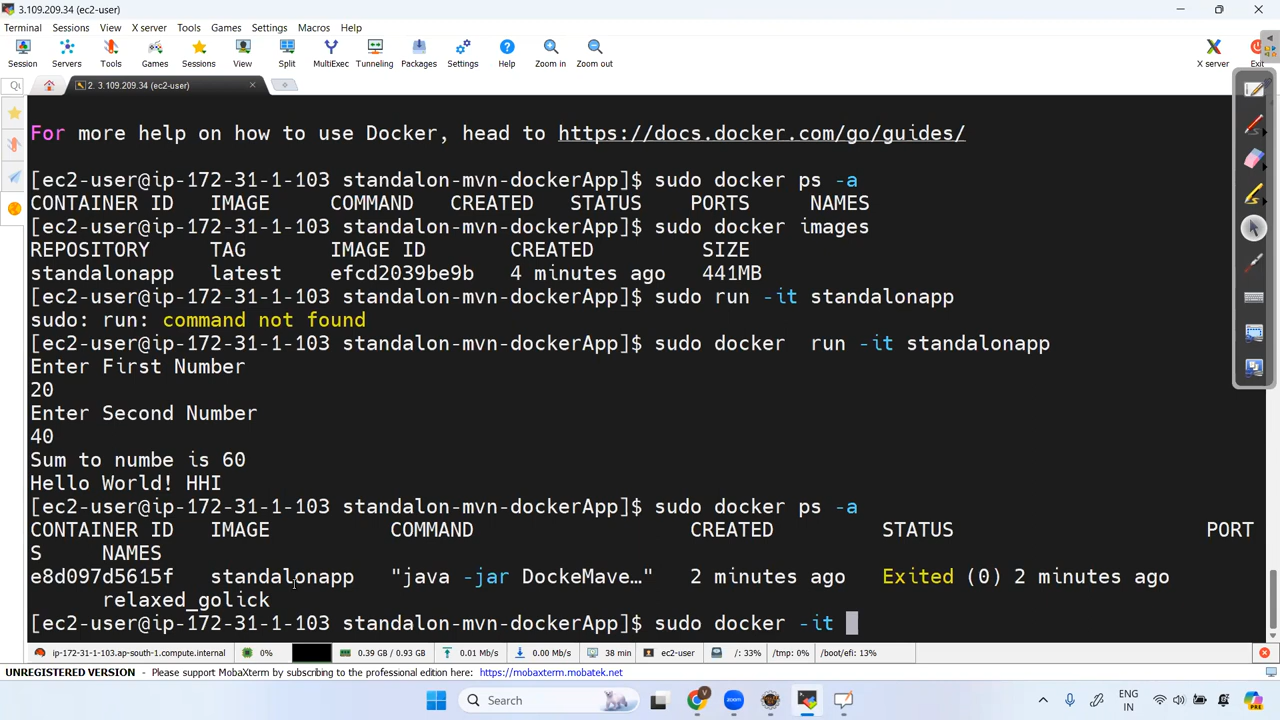 3.109.209.34 (ec2-user)
Terminal Sessions View X server Tools Games Settings Macros Help
Session Servers Tools Games Sessions View Split MultiExec Tunneling Packages Settings Help Zoom in Zoom out X server Exit
2. 3.109.209.34 (ec2-user)
For more help on how to use Docker, head to https://docs.docker.com/go/guides/
[ec2-user@ip-172-31-1-103 standalon-mvn-dockerApp]$ sudo docker ps -a
CONTAINER ID IMAGE COMMAND CREATED STATUS PORTS NAMES
[ec2-user@ip-172-31-1-103 standalon-mvn-dockerApp]$ sudo docker images
REPOSITORY TAG IMAGE ID CREATED SIZE
standalonapp latest efcd2039be9b 4 minutes ago 441MB
[ec2-user@ip-172-31-1-103 standalon-mvn-dockerApp]$ sudo run -it standalonapp
sudo: run: command not found
[ec2-user@ip-172-31-1-103 standalon-mvn-dockerApp]$ sudo docker  run -it standalonapp
Enter First Number
20
Enter Second Number
40
Sum to numbe is 60
Hello World! HHI
[ec2-user@ip-172-31-1-103 standalon-mvn-dockerApp]$ sudo docker ps -a
CONTAINER ID IMAGE COMMAND CREATED STATUS PORT
S NAMES
e8d097d5615f standalonapp "java -jar DockeMave…" 2 minutes ago Exited (0) 2 minutes ago
relaxed_golick
[ec2-user@ip-172-31-1-103 standalon-mvn-dockerApp]$ sudo docker -it
ip-172-31-1-103.ap-south-1.compute.internal 0% 0.39 GB / 0.93 GB 0.01 Mb/s 0.00 Mb/s 38 min ec2-user /: 33% /tmp: 0% /boot/efi: 13%
UNREGISTERED VERSION - Please support MobaXterm by subscribing to the professional edition here: https://mobaxterm.mobatek.net
Search zoom ENG
IN